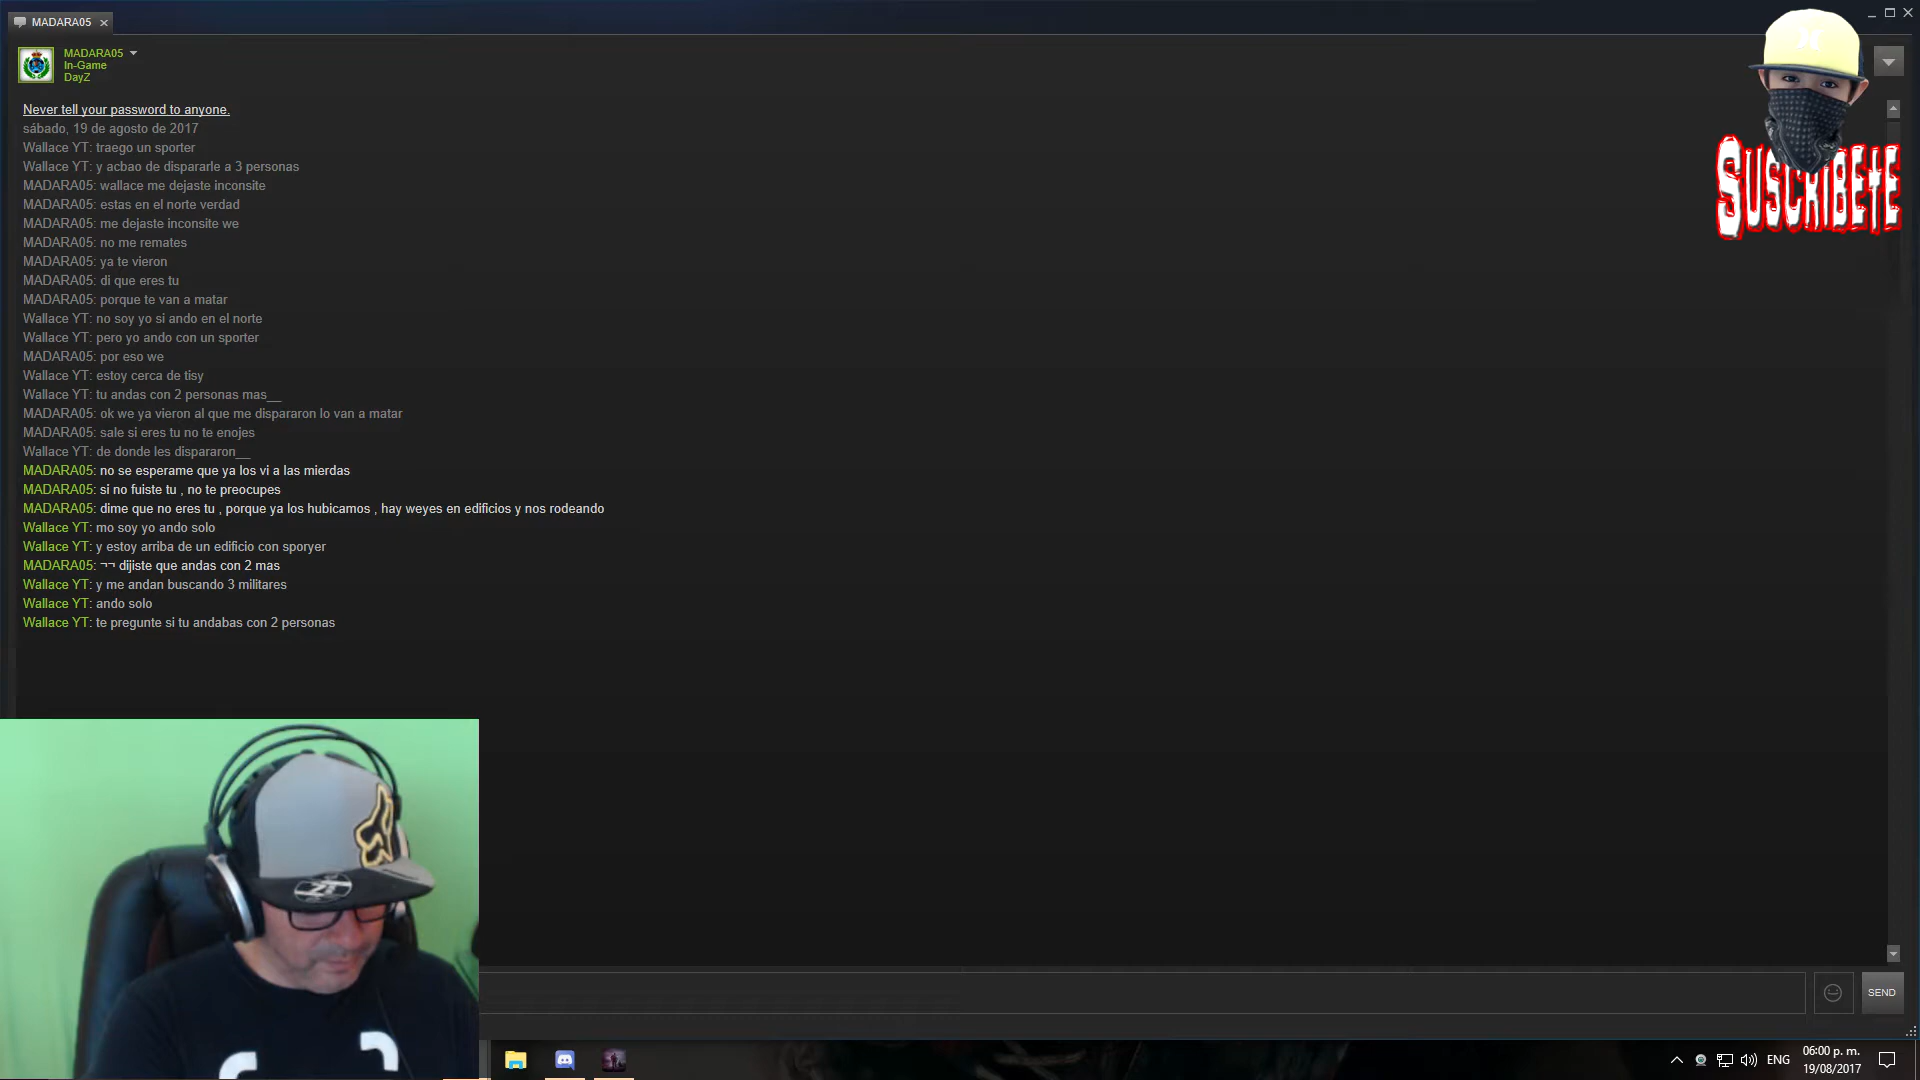 MADARA05
MADARA05
In-Game
DayZ
Never tell your password to anyone.
sábado, 19 de agosto de 2017
Wallace YT: traego un sporter
Wallace YT: y acbao de dispararle a 3 personas
MADARA05: wallace me dejaste inconsite
MADARA05: estas en el norte verdad
MADARA05: me dejaste inconsite we
MADARA05: no me remates
MADARA05: ya te vieron
MADARA05: di que eres tu
MADARA05: porque te van a matar
Wallace YT: no soy yo si ando en el norte
Wallace YT: pero yo ando con un sporter
MADARA05: por eso we
Wallace YT: estoy cerca de tisy
Wallace YT: tu andas con 2 personas mas__
MADARA05: ok we ya vieron al que me dispararon lo van a matar
MADARA05: sale si eres tu no te enojes
Wallace YT: de donde les dispararon__
MADARA05: no se esperame que ya los vi a las mierdas
MADARA05: si no fuiste tu , no te preocupes
MADARA05: dime que no eres tu , porque ya los hubicamos , hay weyes en edificios y nos rodeando
Wallace YT: mo soy yo ando solo
Wallace YT: y estoy arriba de un edificio con sporyer
MADARA05: ¬¬ dijiste que andas con 2 mas
Wallace YT: y me andan buscando 3 militares
Wallace YT: ando solo
Wallace YT: te pregunte si tu andabas con 2 personas
SUSCRIBETE
SEND
ENG
06:00 p. m.
19/08/2017